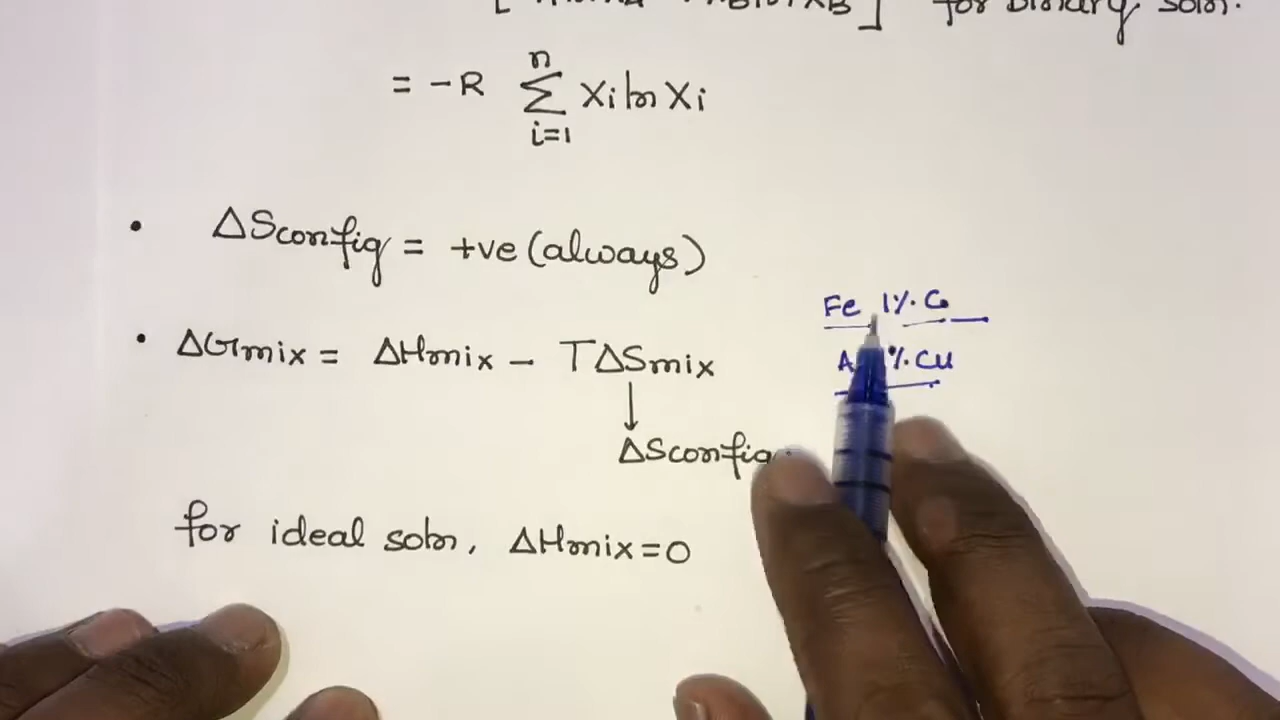 for binary soln.
n
= -R Σ Xi ln Xi
i=1
• ΔSconfig = +ve (always)
Fe 1% C
• ΔGmix = ΔHmix - TΔSmix
% Cu
↓
ΔSconfig
for ideal soln, ΔHmix = 0